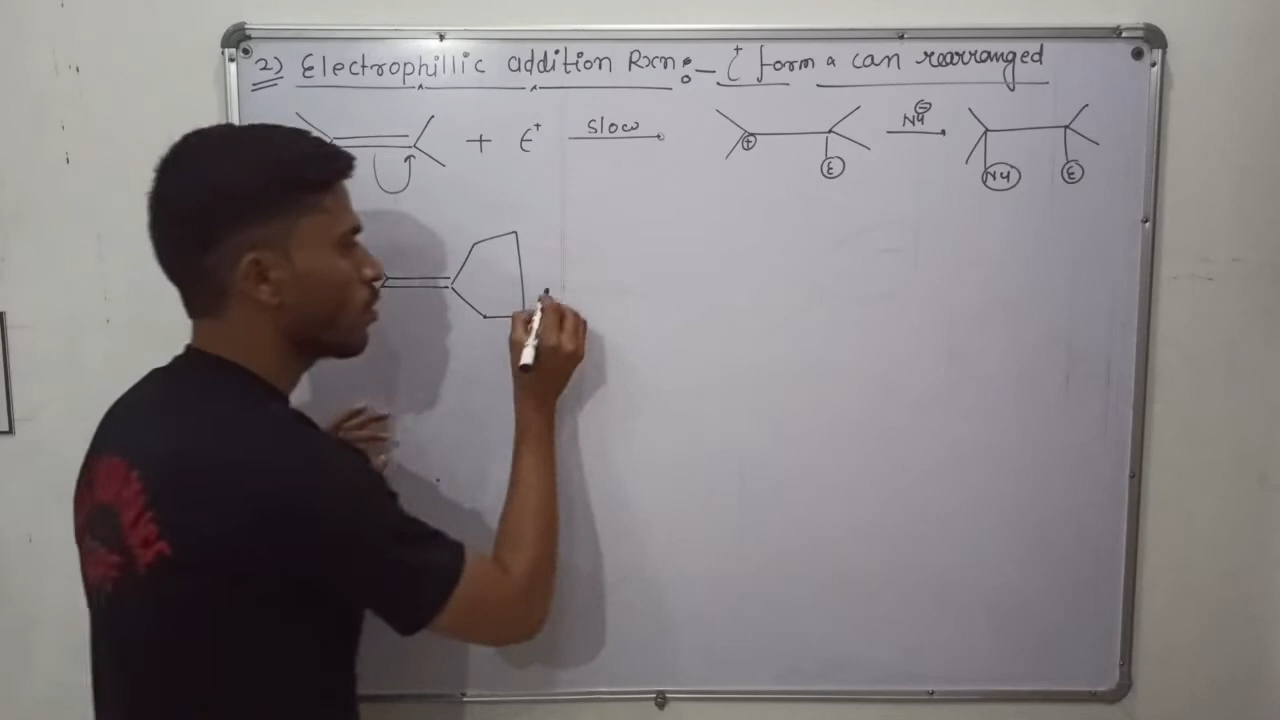 2) Electrophillic addition Rxn:- C+ form & can rearranged
+ E+ slow + E Nu⊖ Nu E